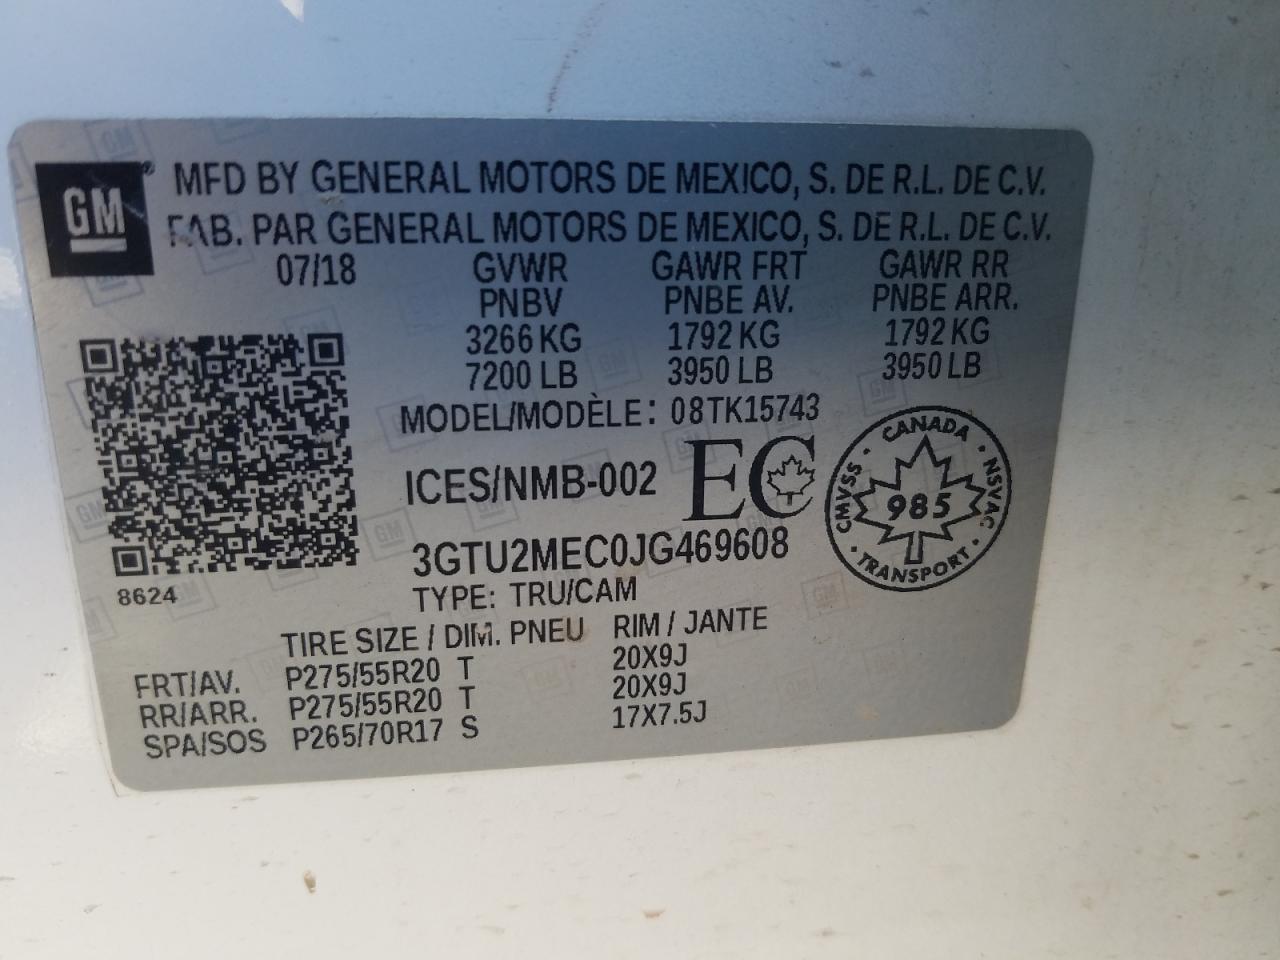 GM
MFD BY GENERAL MOTORS DE MEXICO, S. DE R.L. DE C.V.
FAB. PAR GENERAL MOTORS DE MEXICO, S. DE R.L. DE C.V.
07/18 GVWR GAWR FRT GAWR RR
PNBV PNBE AV. PNBE ARR.
3266 KG 1792 KG 1792 KG
7200 LB 3950 LB 3950 LB
MODEL/MODÈLE: 08TK15743
ICES/NMB-002 EC
CANADA
CMVSS 985 NSVAC
TRANSPORT
3GTU2MEC0JG469608
8624
TYPE: TRU/CAM
TIRE SIZE / DIM. PNEU RIM / JANTE
FRT/AV. P275/55R20 T 20X9J
RR/ARR. P275/55R20 T 20X9J
SPA/SOS P265/70R17 S 17X7.5J